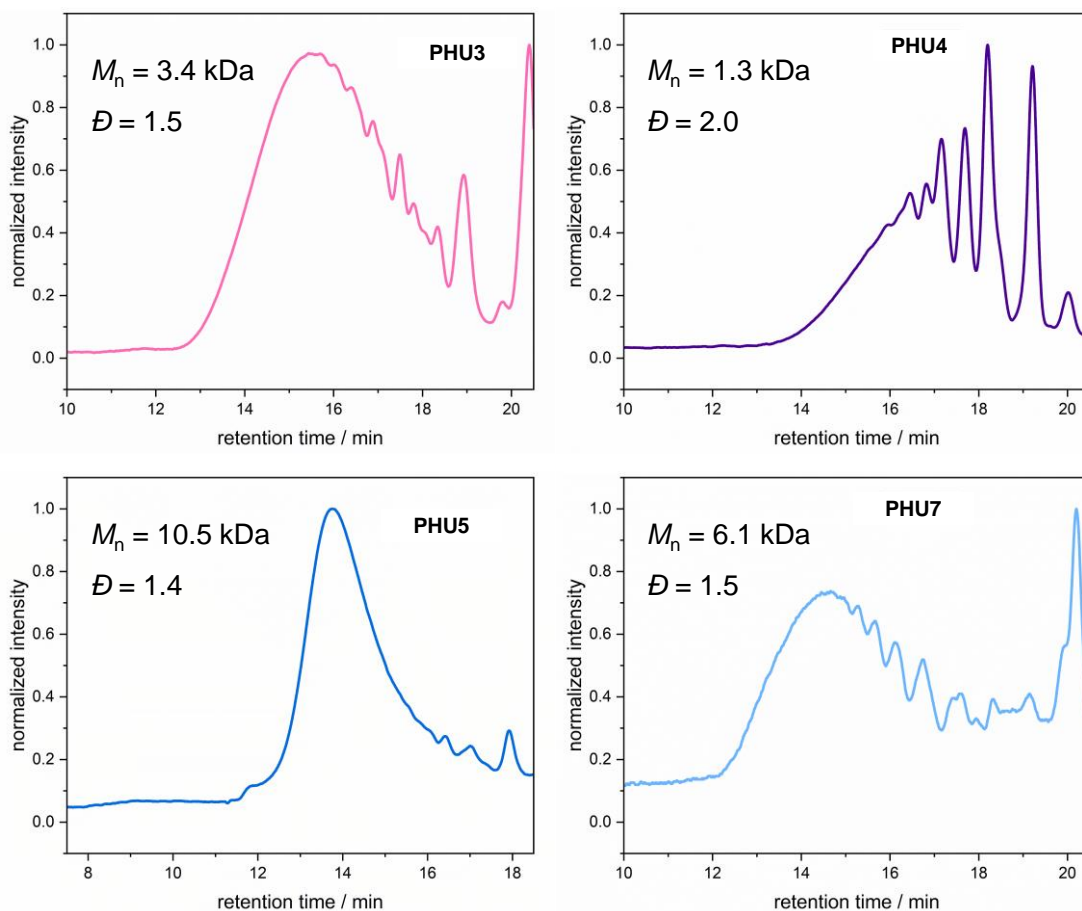 PHU3
Mn = 3.4 kDa
Đ = 1.5
normalized intensity
1.0
0.8
0.6
0.4
0.2
0.0
10 12 14 16 18 20
retention time / min
PHU4
Mn = 1.3 kDa
Đ = 2.0
normalized intensity
1.0
0.8
0.6
0.4
0.2
0.0
10 12 14 16 18 20
retention time / min
PHU5
Mn = 10.5 kDa
Đ = 1.4
normalized intensity
1.0
0.8
0.6
0.4
0.2
0.0
8 10 12 14 16 18
retention time / min
PHU7
Mn = 6.1 kDa
Đ = 1.5
normalized intensity
1.0
0.8
0.6
0.4
0.2
0.0
10 12 14 16 18 20
retention time / min